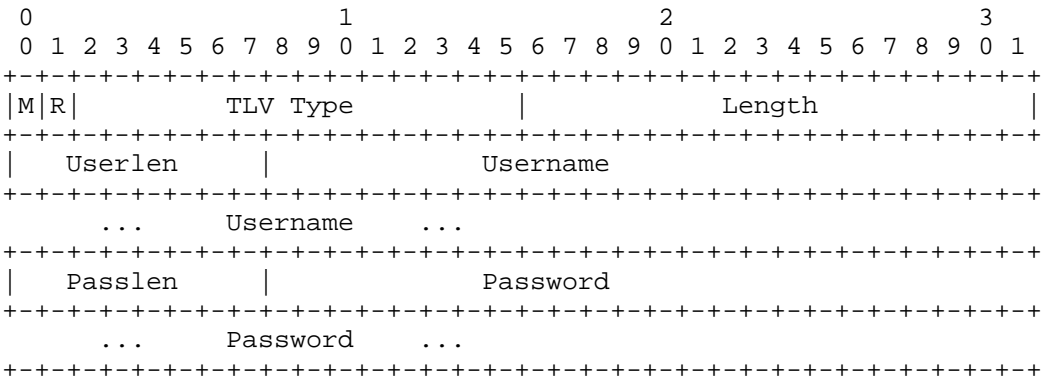 0                   1                   2                   3
 0 1 2 3 4 5 6 7 8 9 0 1 2 3 4 5 6 7 8 9 0 1 2 3 4 5 6 7 8 9 0 1
+-+-+-+-+-+-+-+-+-+-+-+-+-+-+-+-+-+-+-+-+-+-+-+-+-+-+-+-+-+-+-+-+
|M|R|         TLV Type          |            Length             |
+-+-+-+-+-+-+-+-+-+-+-+-+-+-+-+-+-+-+-+-+-+-+-+-+-+-+-+-+-+-+-+-+
|   Userlen     |             Username
+-+-+-+-+-+-+-+-+-+-+-+-+-+-+-+-+-+-+-+-+-+-+-+-+-+-+-+-+-+-+-+-+
      ...     Username    ...
+-+-+-+-+-+-+-+-+-+-+-+-+-+-+-+-+-+-+-+-+-+-+-+-+-+-+-+-+-+-+-+-+
|   Passlen     |             Password
+-+-+-+-+-+-+-+-+-+-+-+-+-+-+-+-+-+-+-+-+-+-+-+-+-+-+-+-+-+-+-+-+
      ...     Password    ...
+-+-+-+-+-+-+-+-+-+-+-+-+-+-+-+-+-+-+-+-+-+-+-+-+-+-+-+-+-+-+-+-+